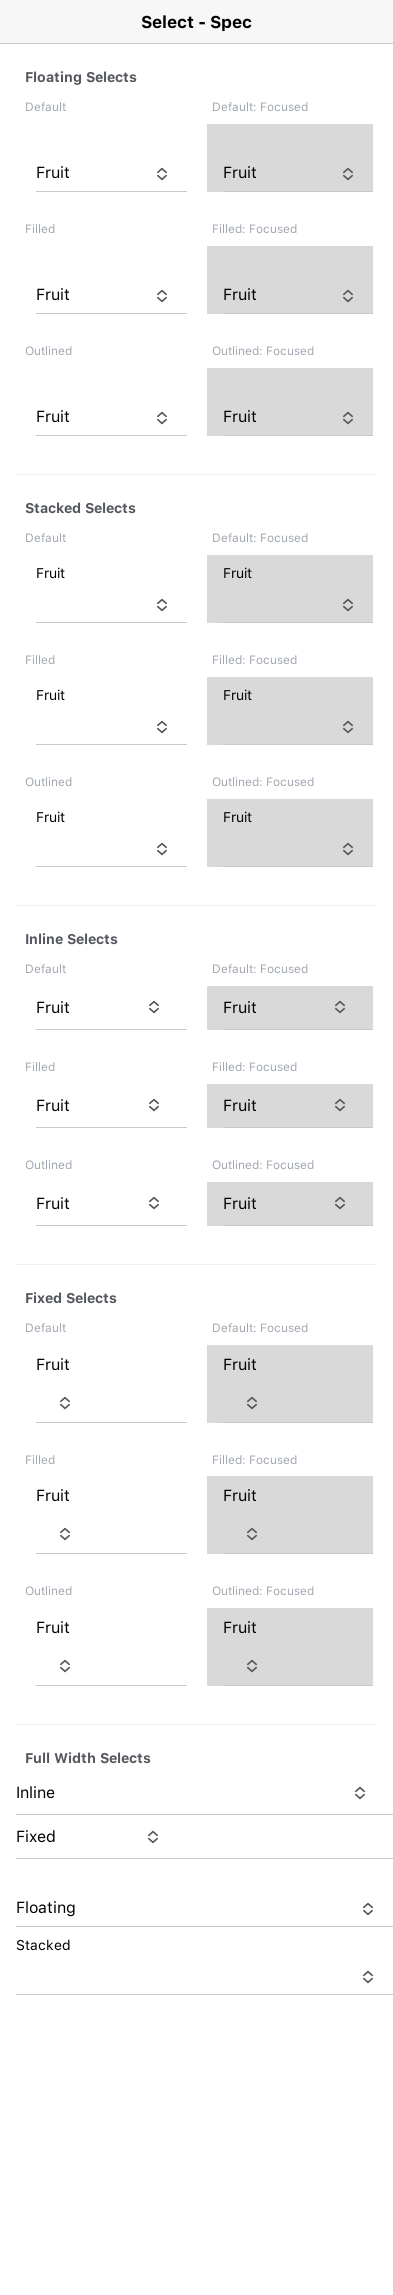 Select - Spec
Floating Selects
Default Default: Focused
Fruit Fruit
Filled Filled: Focused
Fruit Fruit
Outlined Outlined: Focused
Fruit Fruit
Stacked Selects
Default Default: Focused
Fruit Fruit
Filled Filled: Focused
Fruit Fruit
Outlined Outlined: Focused
Fruit Fruit
Inline Selects
Default Default: Focused
Fruit Fruit
Filled Filled: Focused
Fruit Fruit
Outlined Outlined: Focused
Fruit Fruit
Fixed Selects
Default Default: Focused
Fruit Fruit
Filled Filled: Focused
Fruit Fruit
Outlined Outlined: Focused
Fruit Fruit
Full Width Selects
Inline
Fixed
Floating
Stacked